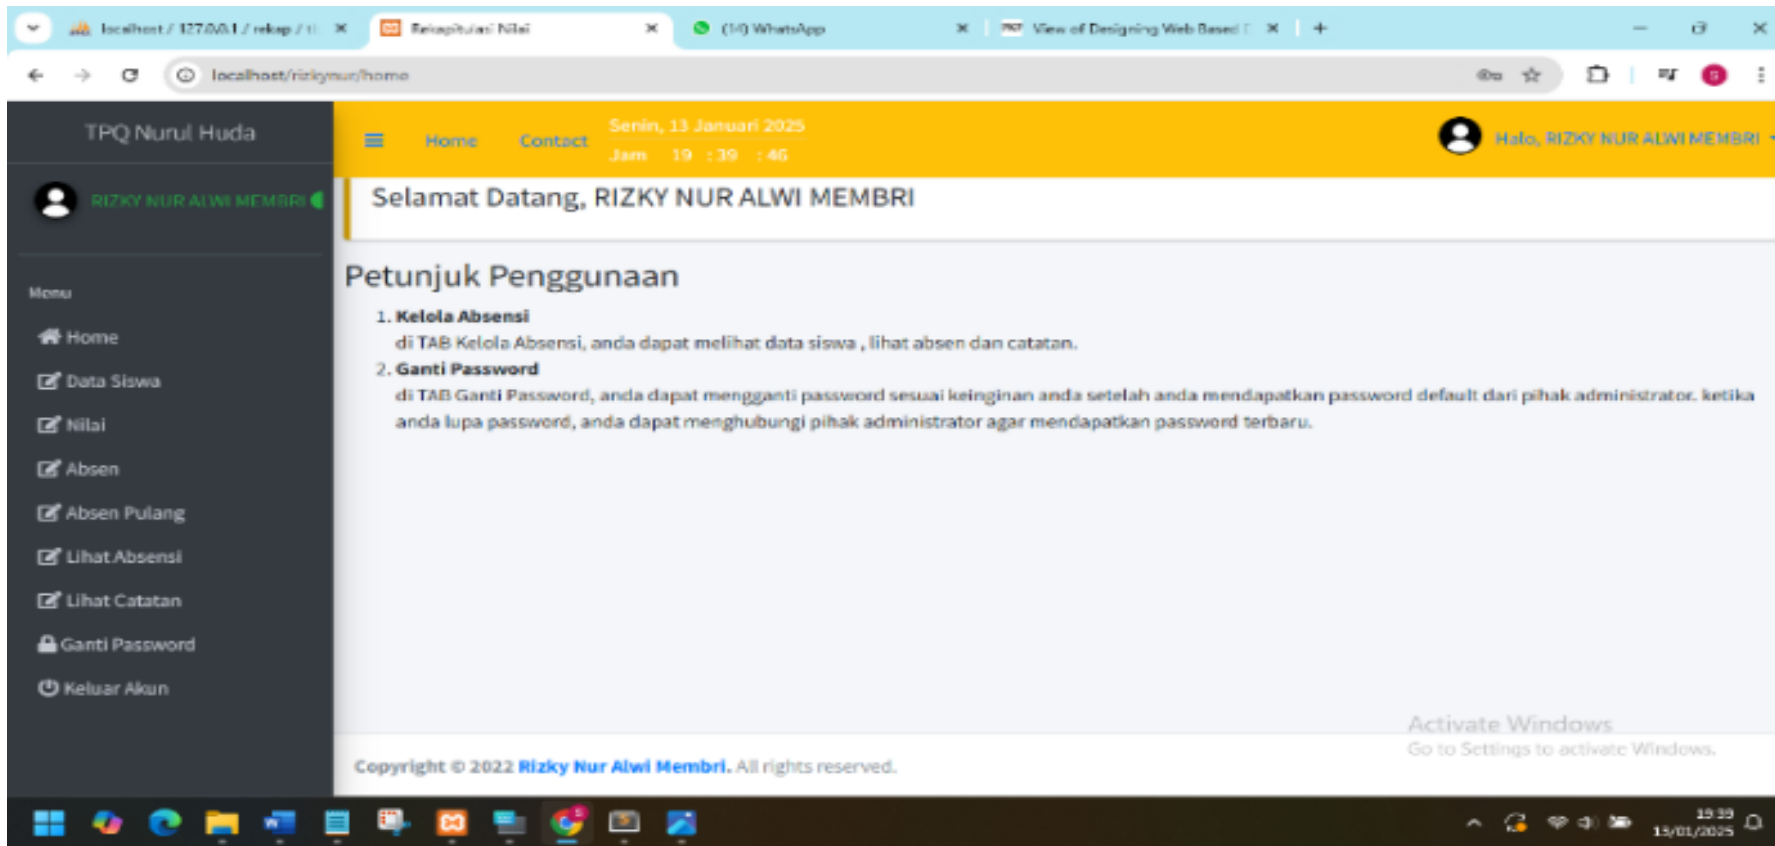 localhost / 127.0.0.1 / rekap / t
Rekapitulasi Nilai
(14) WhatsApp
View of Designing Web Based
localhost/rizkynur/home
TPQ Nurul Huda
Home
Contact
Senin, 13 Januari 2025
Jam 19 : 39 : 46
Halo, RIZKY NUR ALWI MEMBRI
RIZKY NUR ALWI MEMBRI
Selamat Datang, RIZKY NUR ALWI MEMBRI
Menu
Home
Data Siswa
Nilai
Absen
Absen Pulang
Lihat Absensi
Lihat Catatan
Ganti Password
Keluar Akun
Petunjuk Penggunaan
1. Kelola Absensi
di TAB Kelola Absensi, anda dapat melihat data siswa , lihat absen dan catatan.
2. Ganti Password
di TAB Ganti Password, anda dapat mengganti password sesuai keinginan anda setelah anda mendapatkan password default dari pihak administrator. ketika
anda lupa password, anda dapat menghubungi pihak administrator agar mendapatkan password terbaru.
Activate Windows
Go to Settings to activate Windows.
Copyright © 2022 Rizky Nur Alwi Membri. All rights reserved.
19:39
13/01/2025